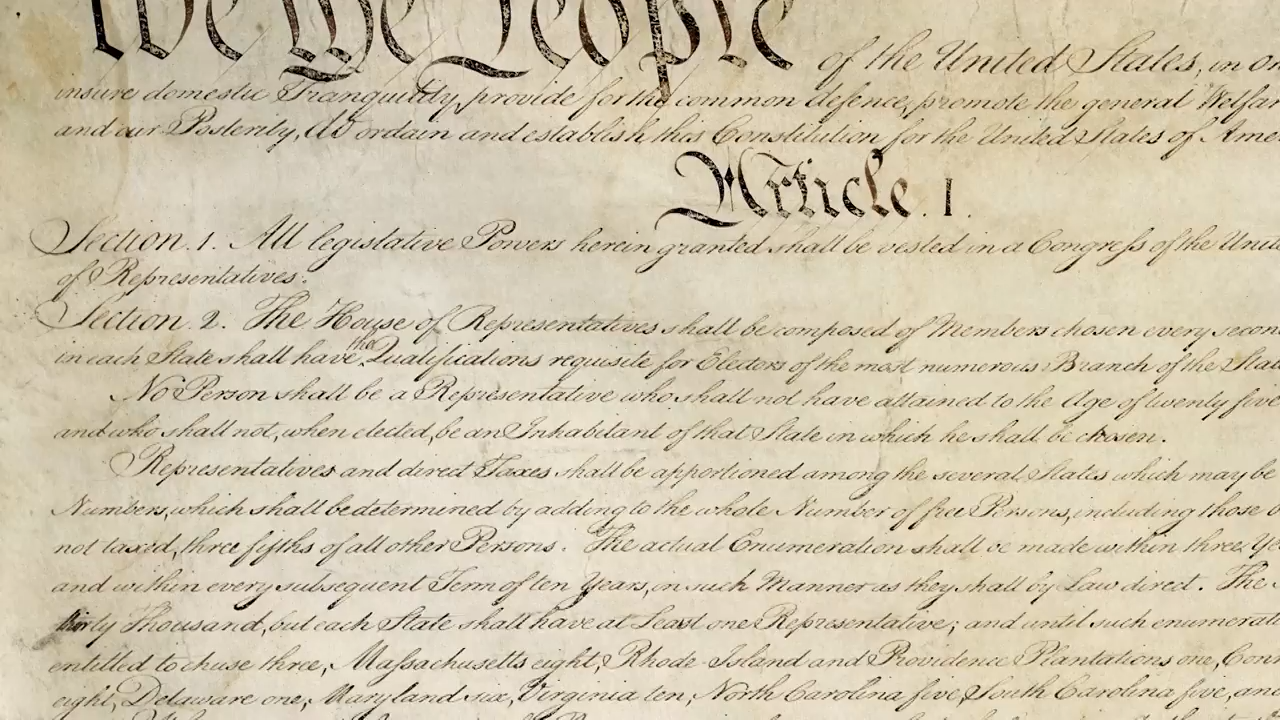 We the People of the United States, in Or
insure domestic Tranquility, provide for the common defence, promote the general Welfar
and our Posterity, do ordain and establish this Constitution for the United States of Ame
Article. I.
Section. 1. All legislative Powers herein granted shall be vested in a Congress of the Unite
of Representatives.
Section. 2. The House of Representatives shall be composed of Members chosen every secon
in each State shall have the Qualifications requisite for Electors of the most numerous Branch of the Stat
No Person shall be a Representative who shall not have attained to the Age of twenty five
and who shall not, when elected, be an Inhabitant of that State in which he shall be chosen.
Representatives and direct Taxes shall be apportioned among the several States which may be
Numbers, which shall be determined by adding to the whole Number of free Persons, including those
not taxed, three fifths of all other Persons. The actual Enumeration shall be made within three Ye
and within every subsequent Term of ten Years, in such Manner as they shall by Law direct. The
thirty Thousand, but each State shall have at Least one Representative; and until such enumerati
entitled to chuse three, Massachusetts eight, Rhode-Island and Providence Plantations one, Conn
eight, Delaware one, Maryland six, Virginia ten, North Carolina five, South Carolina five, and